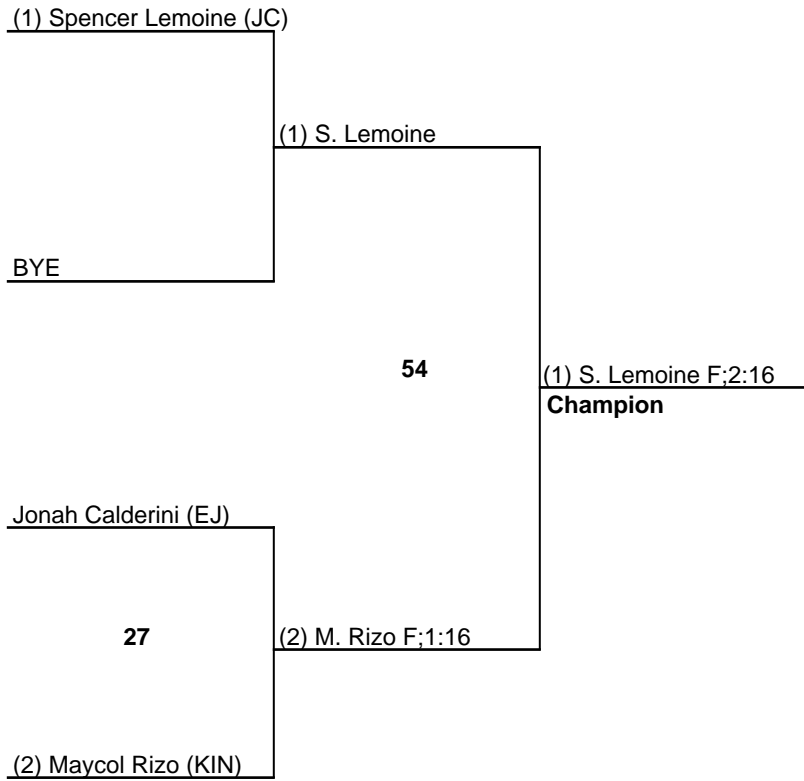 (1) Spencer Lemoine (JC)
(1) S. Lemoine
BYE
54
(1) S. Lemoine F;2:16
Champion
Jonah Calderini (EJ)
27
(2) M. Rizo F;1:16
(2) Maycol Rizo (KIN)